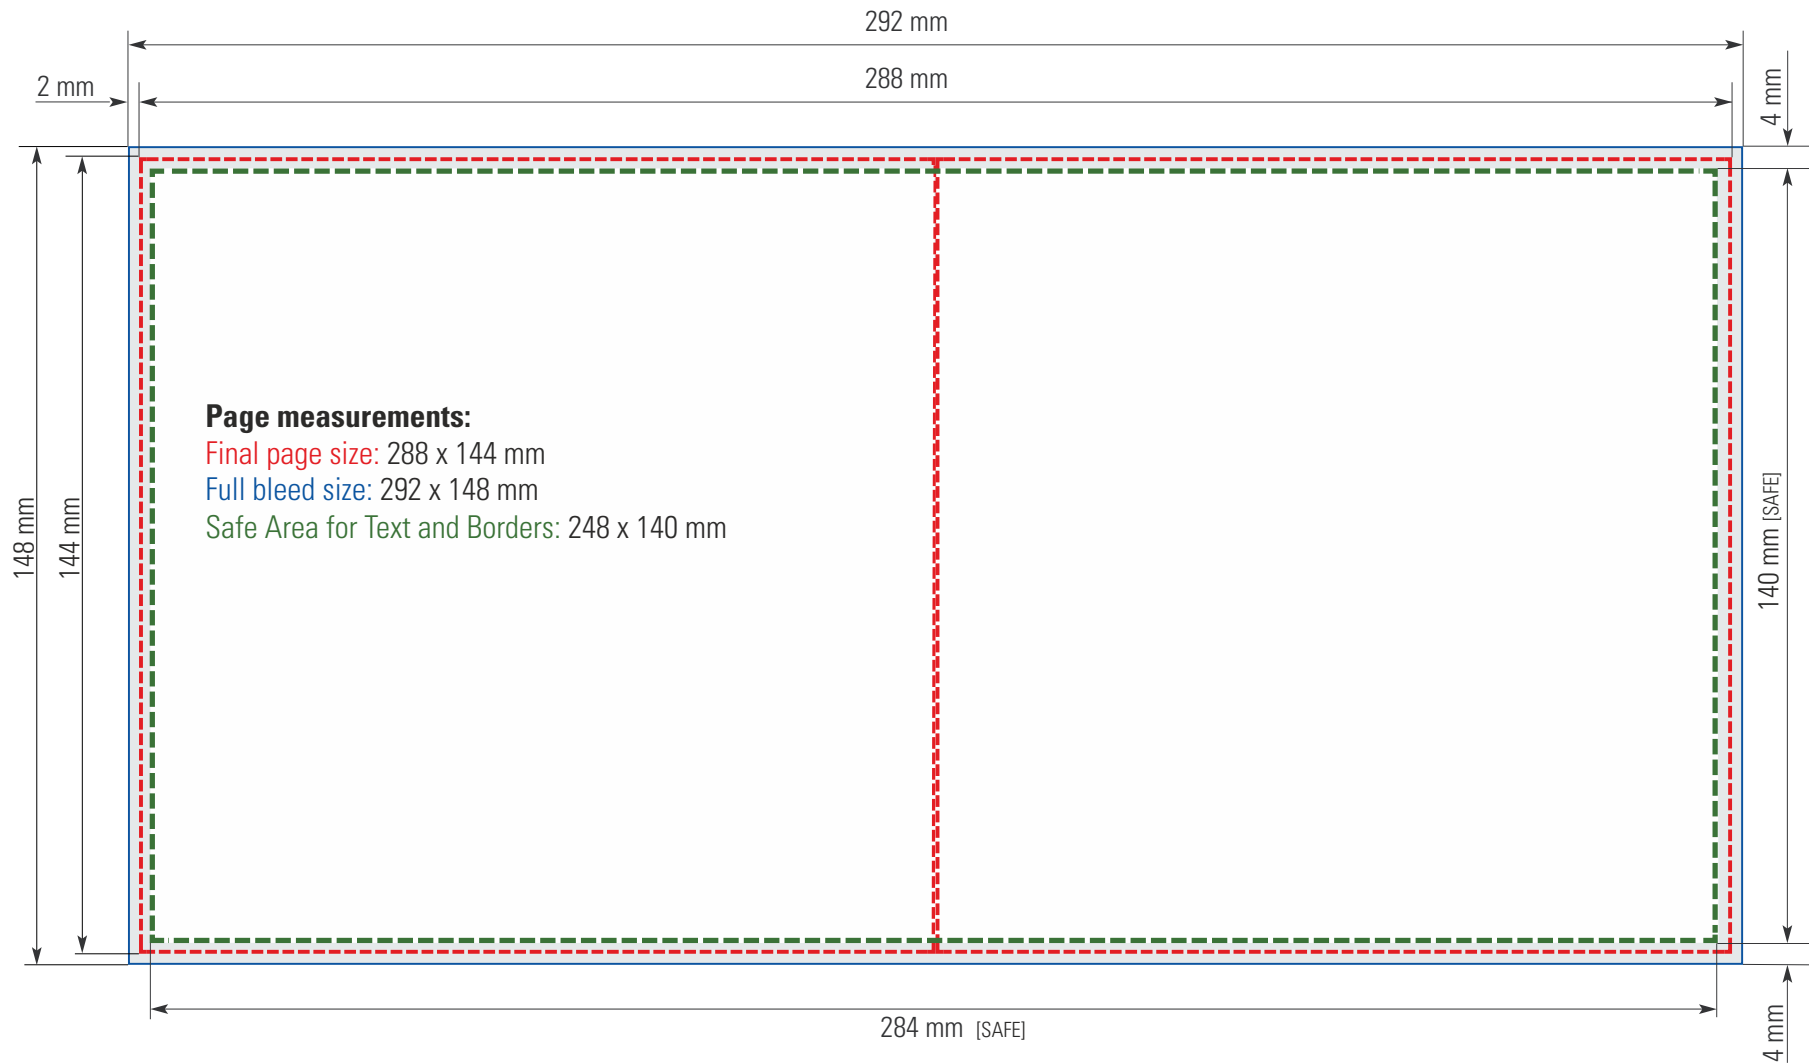 292 mm
288 mm
2 mm
4 mm
Page measurements:
Final page size: 288 x 144 mm
Full bleed size: 292 x 148 mm
Safe Area for Text and Borders: 248 x 140 mm
148 mm
144 mm
140 mm [SAFE]
284 mm [SAFE]
4 mm